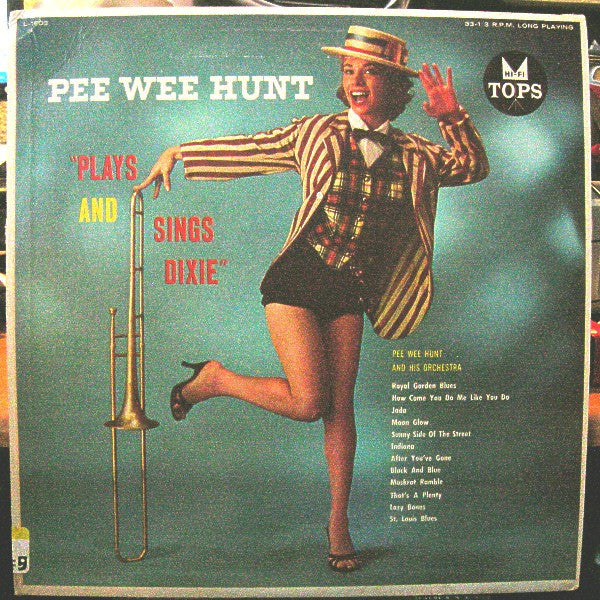 L-1603
33-1 3 R.P.M. LONG PLAYING
PEE WEE HUNT
HI-FI
TOPS
"PLAYS
AND
SINGS
DIXIE"
PEE WEE HUNT
AND HIS ORCHESTRA
Royal Garden Blues
How Come You Do Me Like You Do
Jada
Moon Glow
Sunny Side Of The Street
Indiana
After You've Gone
Black And Blue
Muskrat Ramble
That's A Plenty
Lazy Bones
St. Louis Blues
9